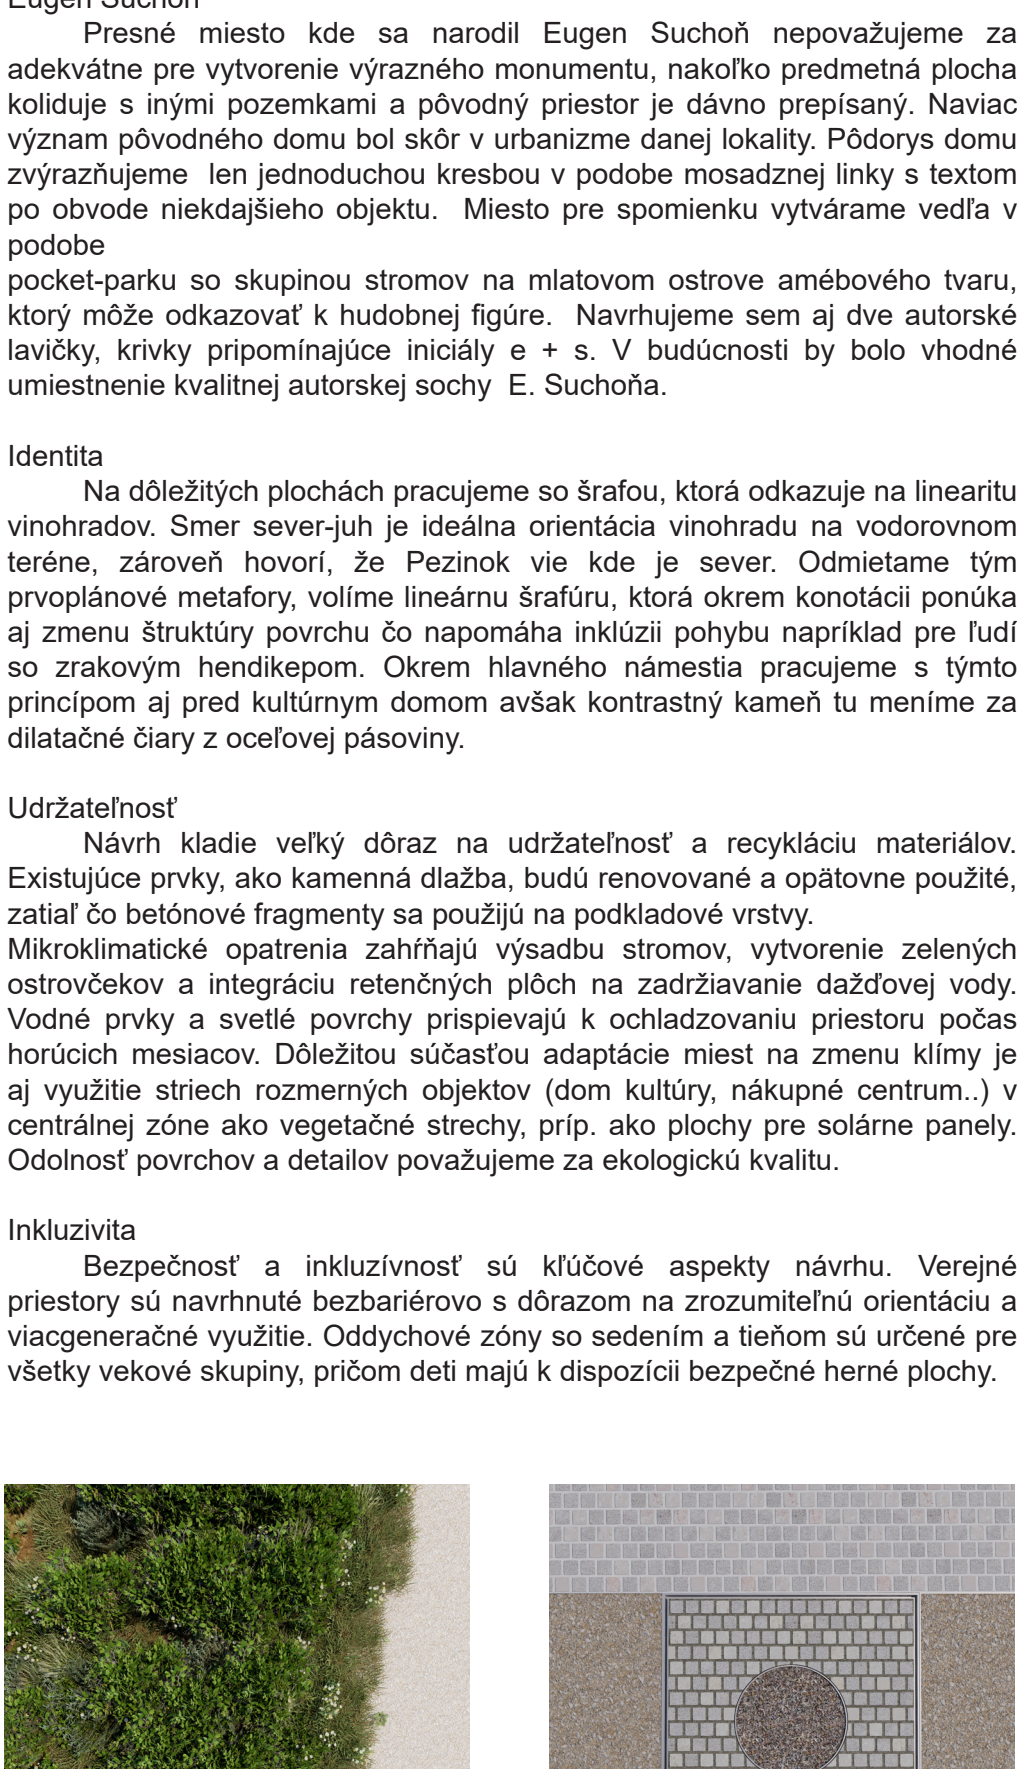 Eugen Suchoň
Presné miesto kde sa narodil Eugen Suchoň nepovažujeme za
adekvátne pre vytvorenie výrazného monumentu, nakoľko predmetná plocha
koliduje s inými pozemkami a pôvodný priestor je dávno prepísaný. Naviac
význam pôvodného domu bol skôr v urbanizme danej lokality. Pôdorys domu
zvýrazňujeme  len jednoduchou kresbou v podobe mosadznej linky s textom
po obvode niekdajšieho objektu.  Miesto pre spomienku vytvárame vedľa v
podobe
pocket-parku so skupinou stromov na mlatovom ostrove amébového tvaru,
ktorý môže odkazovať k hudobnej figúre.  Navrhujeme sem aj dve autorské
lavičky, krivky pripomínajúce iniciály e + s. V budúcnosti by bolo vhodné
umiestnenie kvalitnej autorskej sochy  E. Suchoňa.

Identita
Na dôležitých plochách pracujeme so šrafou, ktorá odkazuje na linearitu
vinohradov. Smer sever-juh je ideálna orientácia vinohradu na vodorovnom
teréne, zároveň hovorí, že Pezinok vie kde je sever. Odmietame tým
prvoplánové metafory, volíme lineárnu šrafúru, ktorá okrem konotácii ponúka
aj zmenu štruktúry povrchu čo napomáha inklúzii pohybu napríklad pre ľudí
so zrakovým hendikepom. Okrem hlavného námestia pracujeme s týmto
princípom aj pred kultúrnym domom avšak kontrastný kameň tu meníme za
dilatačné čiary z oceľovej pásoviny.

Udržateľnosť
Návrh kladie veľký dôraz na udržateľnosť a recykláciu materiálov.
Existujúce prvky, ako kamenná dlažba, budú renovované a opätovne použité,
zatiaľ čo betónové fragmenty sa použijú na podkladové vrstvy.
Mikroklimatické opatrenia zahŕňajú výsadbu stromov, vytvorenie zelených
ostrovčekov a integráciu retenčných plôch na zadržiavanie dažďovej vody.
Vodné prvky a svetlé povrchy prispievajú k ochladzovaniu priestoru počas
horúcich mesiacov. Dôležitou súčasťou adaptácie miest na zmenu klímy je
aj využitie striech rozmerných objektov (dom kultúry, nákupné centrum..) v
centrálnej zóne ako vegetačné strechy, príp. ako plochy pre solárne panely.
Odolnosť povrchov a detailov považujeme za ekologickú kvalitu.

Inkluzivita
Bezpečnosť a inkluzívnosť sú kľúčové aspekty návrhu. Verejné
priestory sú navrhnuté bezbariérovo s dôrazom na zrozumiteľnú orientáciu a
viacgeneračné využitie. Oddychové zóny so sedením a tieňom sú určené pre
všetky vekové skupiny, pričom deti majú k dispozícii bezpečné herné plochy.